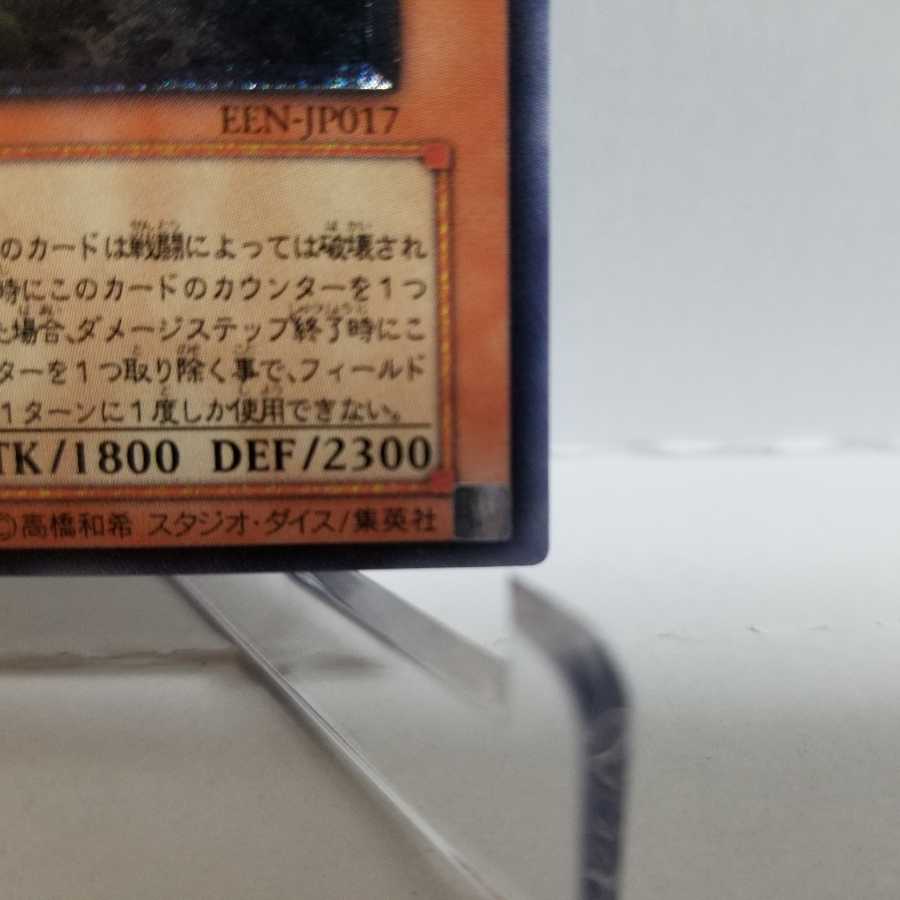 EEN-JP017
のカードは戦闘によっては破壊され
時にこのカードのカウンターを1つ
た場合、ダメージステップ終了時にこ
ターを1つ取り除く事で、フィールド
1ターンに1度しか使用できない。
TK/1800 DEF/2300
©高橋和希 スタジオ・ダイス/集英社